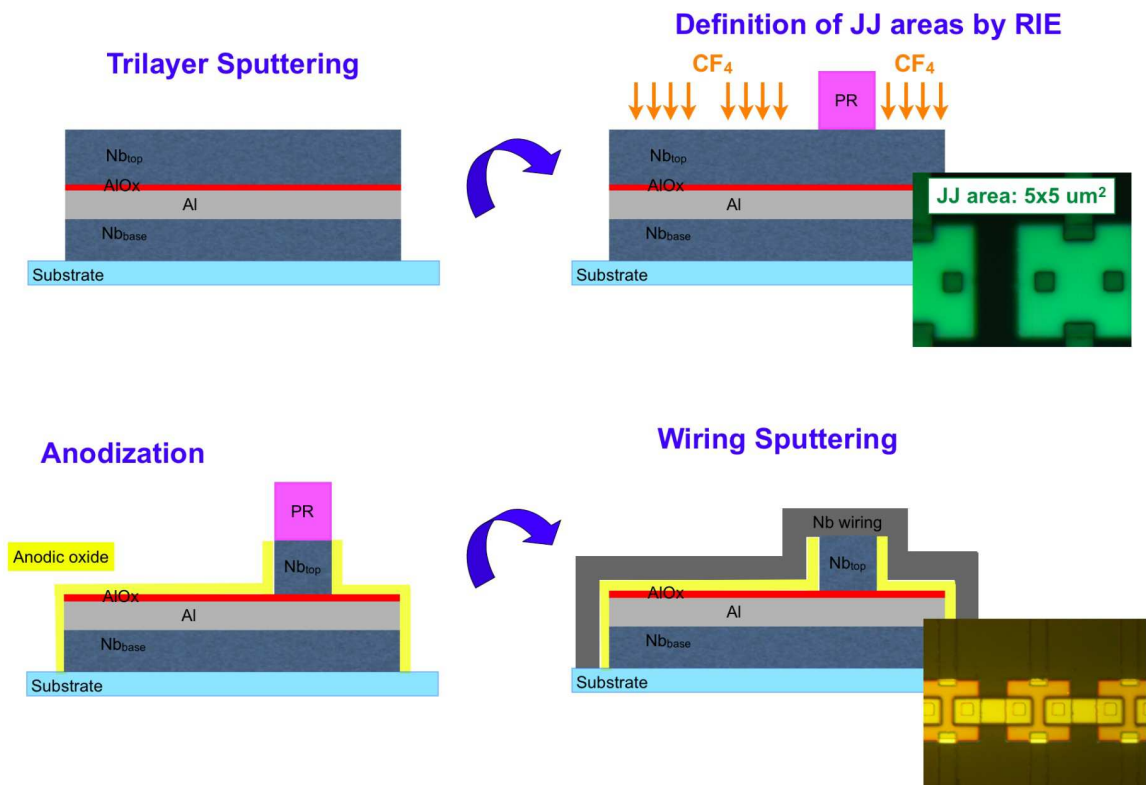 Trilayer Sputtering
Nbtop
AlOx
Al
Nbbase
Substrate
Definition of JJ areas by RIE
CF4
CF4
PR
Nbtop
AlOx
Al
Nbbase
Substrate
JJ area: 5x5 um²
Anodization
PR
Anodic oxide
Nbtop
AlOx
Al
Nbbase
Substrate
Wiring Sputtering
Nb wiring
Nbtop
AlOx
Al
Nbbase
Substrate